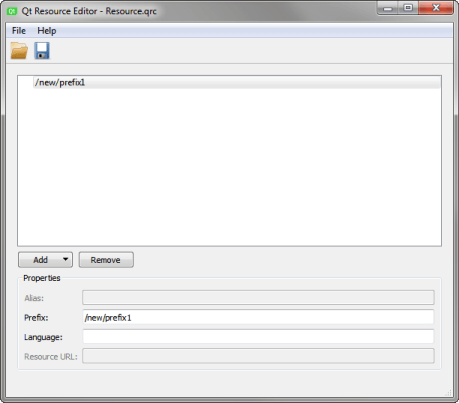 Qt Resource Editor - Resource.qrc
File Help
/new/prefix1
Add Remove
Properties
Alias:
Prefix: /new/prefix1
Language:
Resource URL: